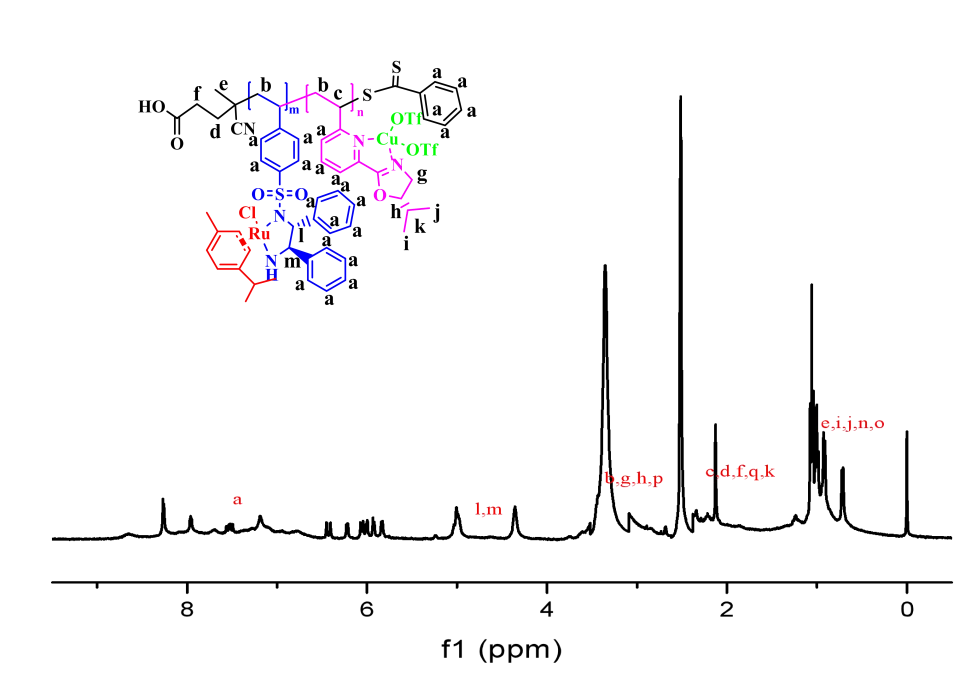 S
a
a
e
b
b
f
c
S
a
HO
m
n
a
a
OTf
O
d
CN
a
N
Cu
a
a
OTf
a
a
a
N
a
a
g
O=S=O
a
a
O
Cl
N
a
a
h
j
Ru
l
a
a
k
i
m
N
H
a
a
a
a
a
e,i,j,n,o
a
b,g,h,p
c,d,f,q,k
l,m
8
6
4
2
0
f1 (ppm)